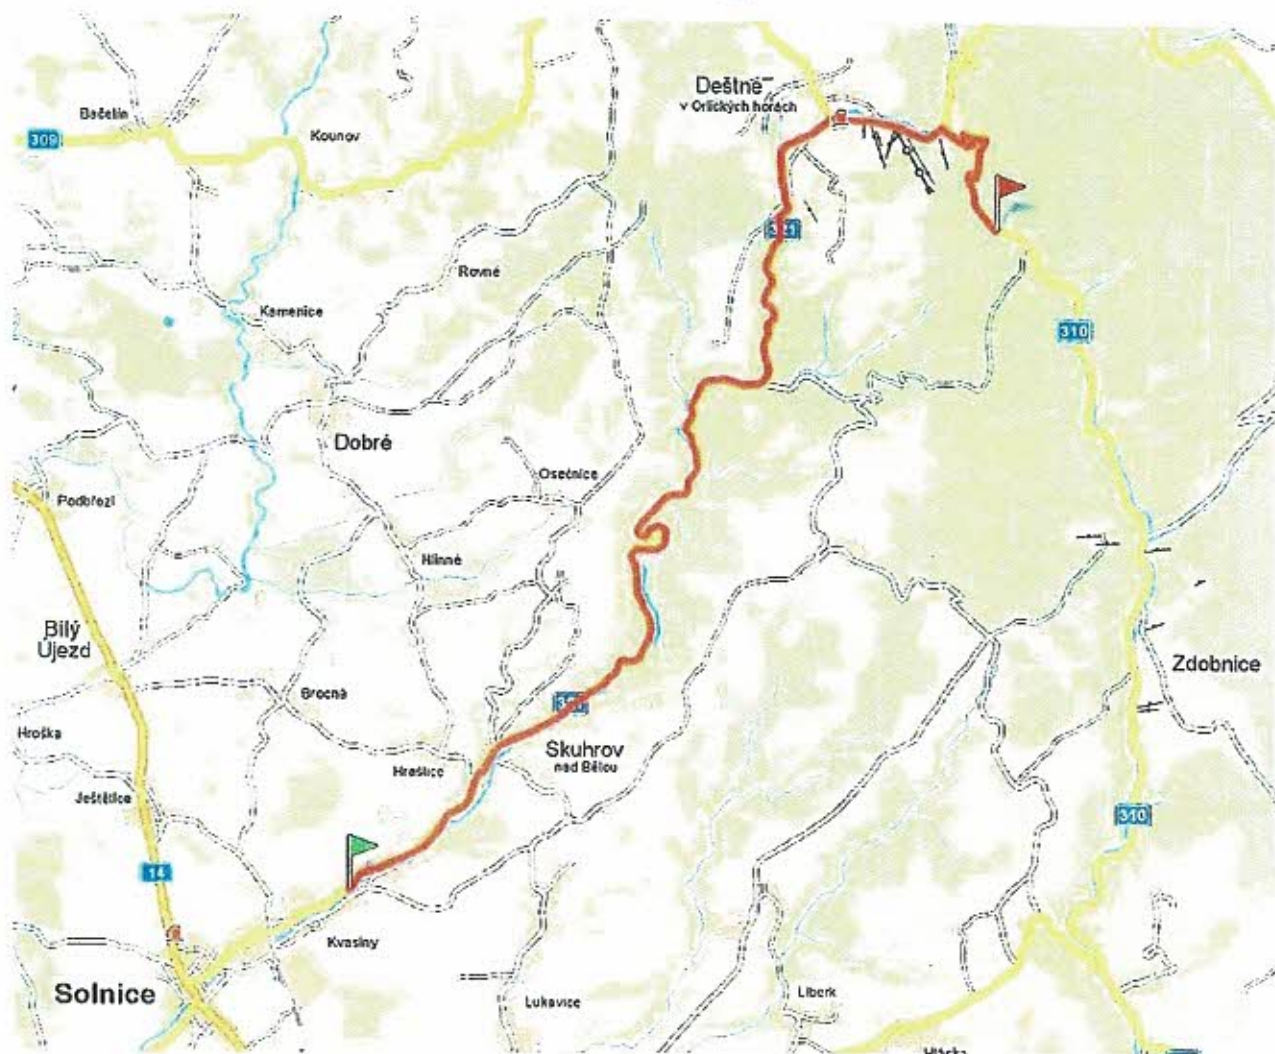 Deštné
v Orlických horách
Bačetín
309
Kounov
321
Rovné
Kamenice
310
Dobré
Osečnice
Podbřezí
Hlinné
Bílý
Újezd
Zdobnice
Brocná
Hroška
Skuhrov
nad Bělou
Hraštice
Ještětice
310
14
Kvasiny
Solnice
Liberk
Lukavice